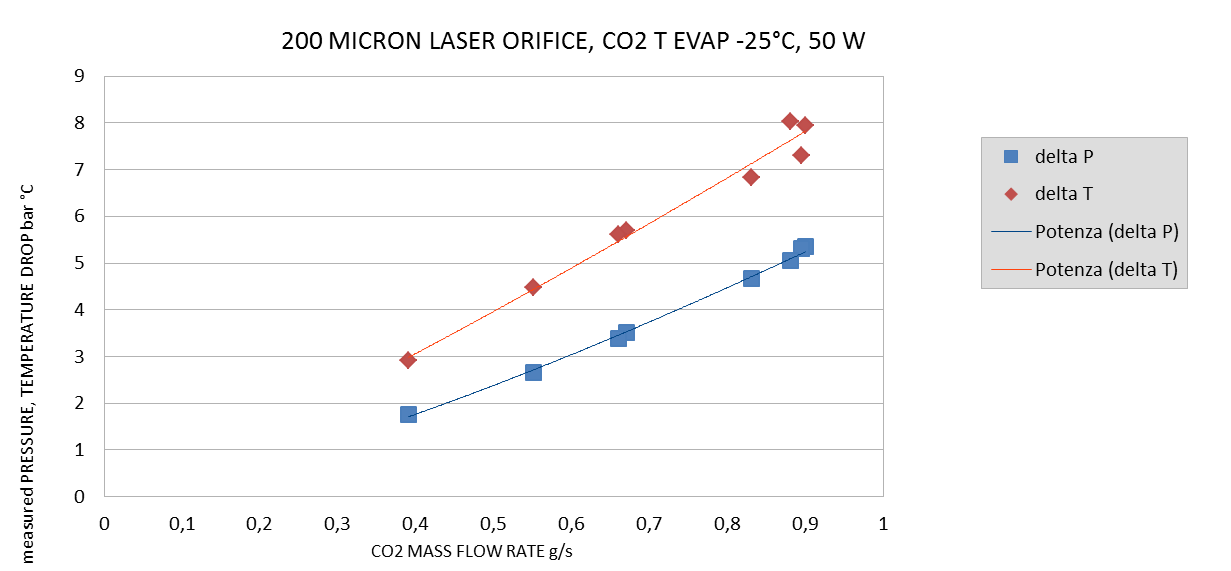 200 MICRON LASER ORIFICE, CO2 T EVAP -25°C, 50 W
measured PRESSURE, TEMPERATURE DROP bar °C
9
8
7
6
5
4
3
2
1
0
0 0,1 0,2 0,3 0,4 0,5 0,6 0,7 0,8 0,9 1
CO2 MASS FLOW RATE g/s
delta P
delta T
Potenza (delta P)
Potenza (delta T)